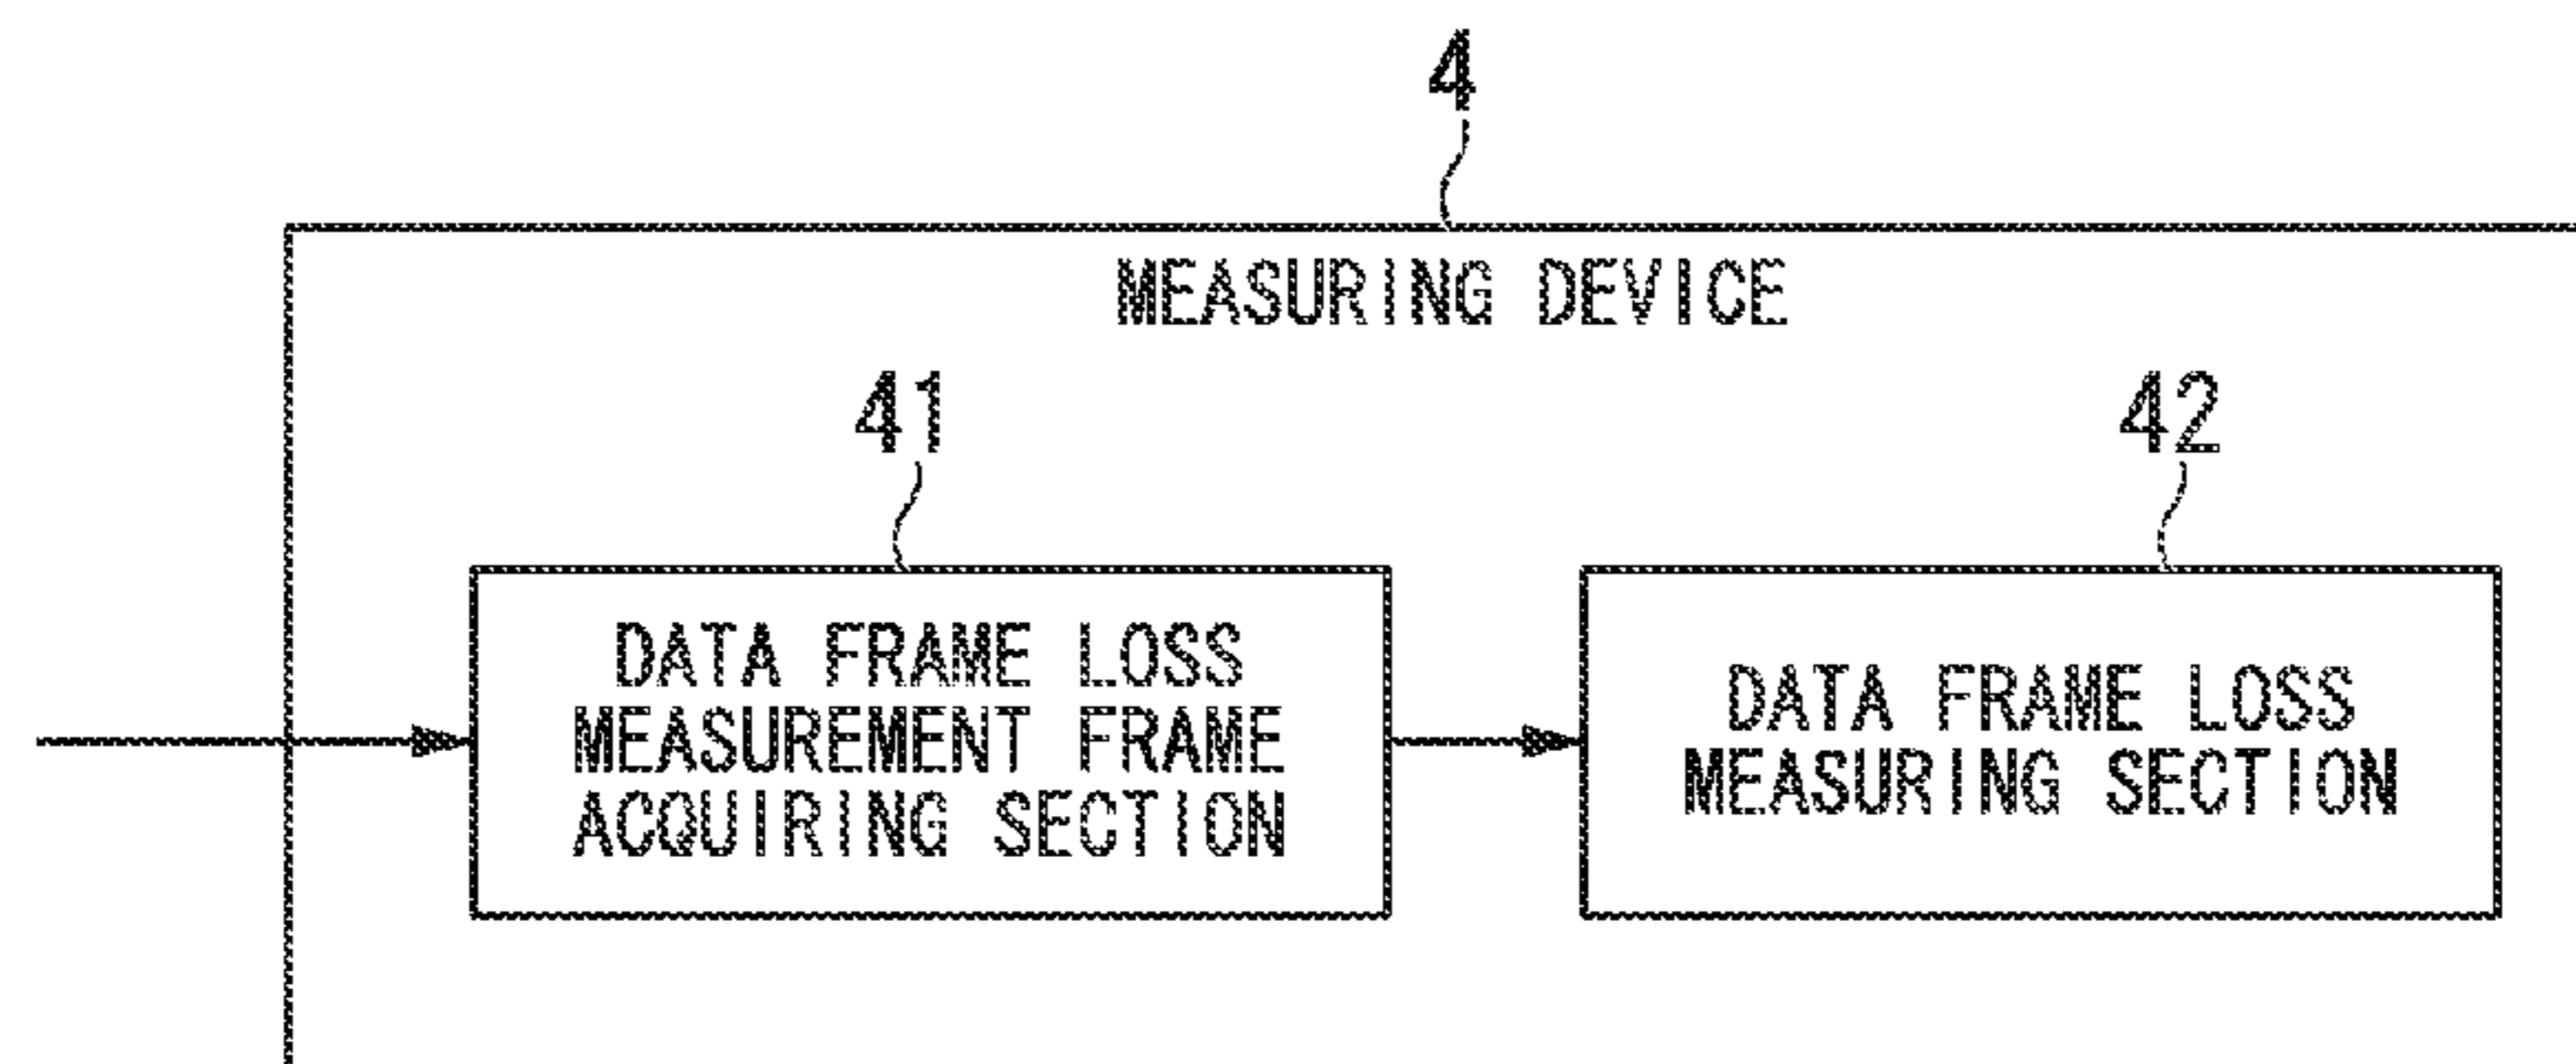 4
MEASURING DEVICE
41
42
DATA FRAME LOSS
MEASUREMENT FRAME
ACQUIRING SECTION
DATA FRAME LOSS
MEASURING SECTION